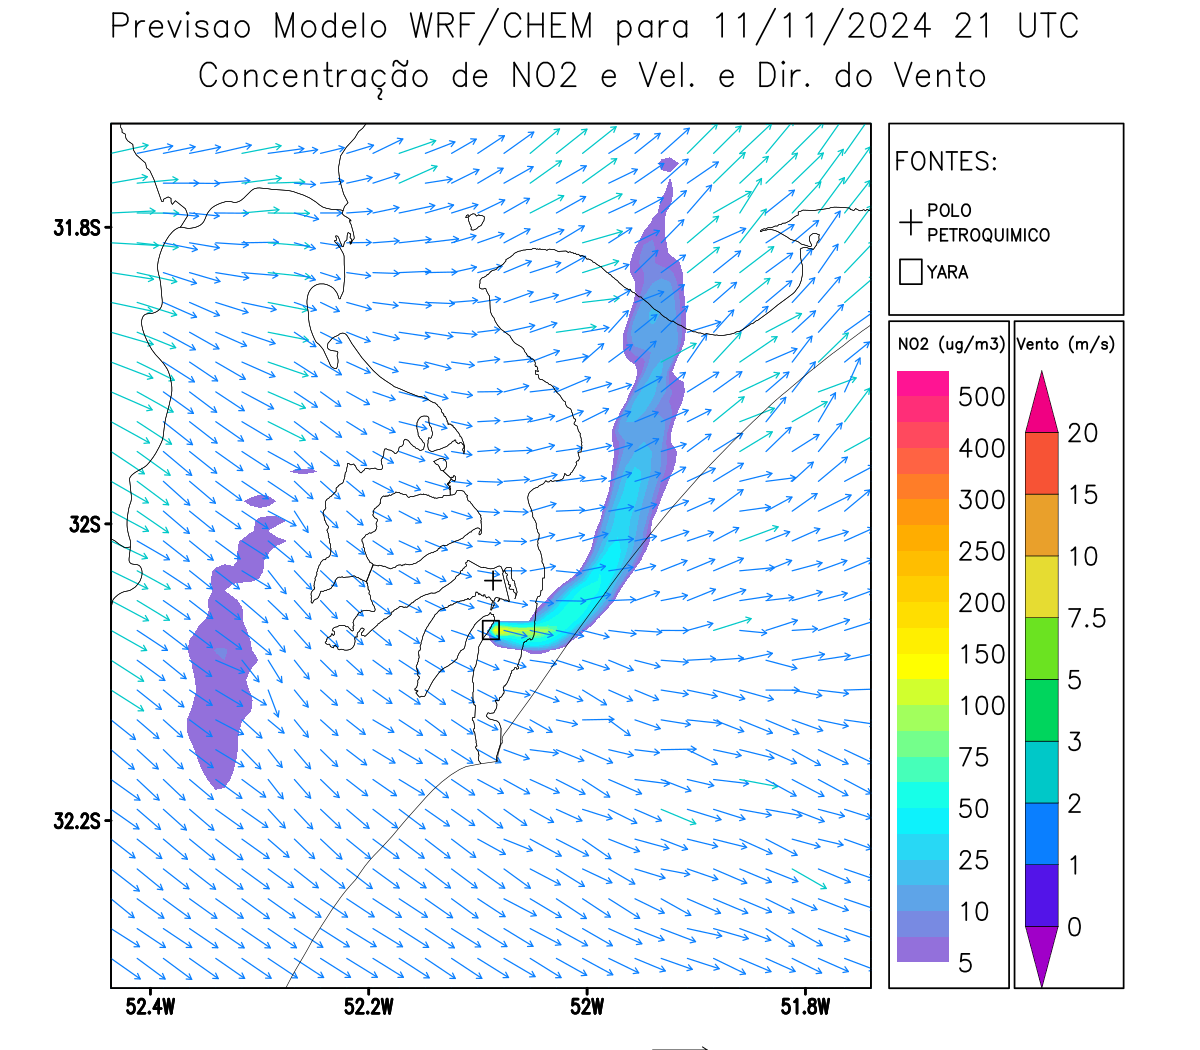 Previsao Modelo WRF/CHEM para 11/11/2024 21 UTC
Concentração de NO2 e Vel. e Dir. do Vento
FONTES:
POLO
PETROQUIMICO
YARA
NO2 (ug/m3)
500
400
300
250
200
150
100
75
50
25
10
5
Vento (m/s)
20
15
10
7.5
5
3
2
1
0
31.8S
32S
32.2S
52.4W
52.2W
52W
51.8W